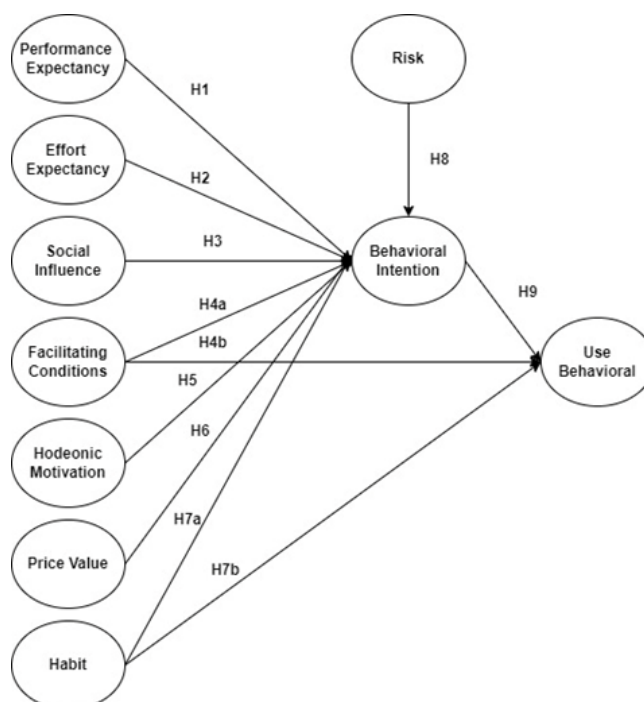 Performance
Expectancy
Risk
H1
Effort
Expectancy
H2
H8
Social
Influence
H3
Behavioral
Intention
H4a
H9
Facilitating
Conditions
H4b
Use
Behavioral
H5
Hodeonic
Motivation
H6
H7a
Price Value
H7b
Habit